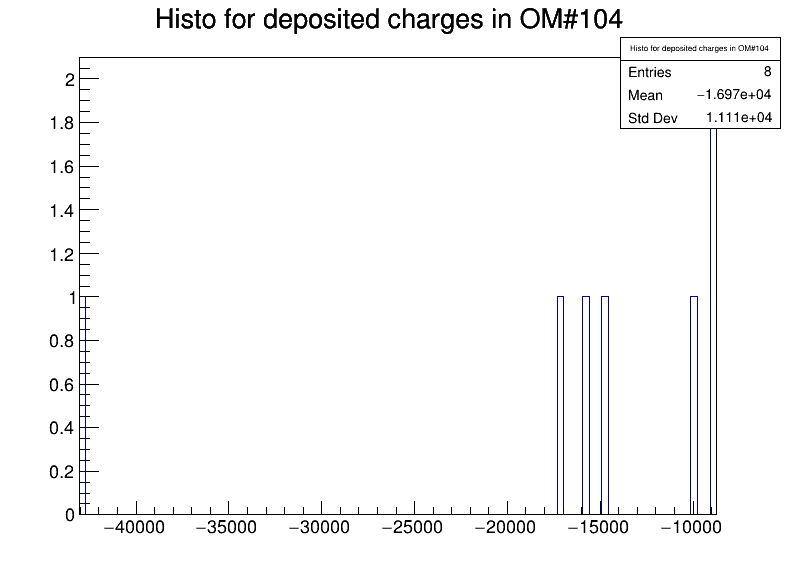 Histo for deposited charges in OM#104
Histo for deposited charges in OM#104
Entries 8
Mean −1.697e+04
Std Dev 1.111e+04
2
1.8
1.6
1.4
1.2
1
0.8
0.6
0.4
0.2
0
−40000 −35000 −30000 −25000 −20000 −15000 −10000